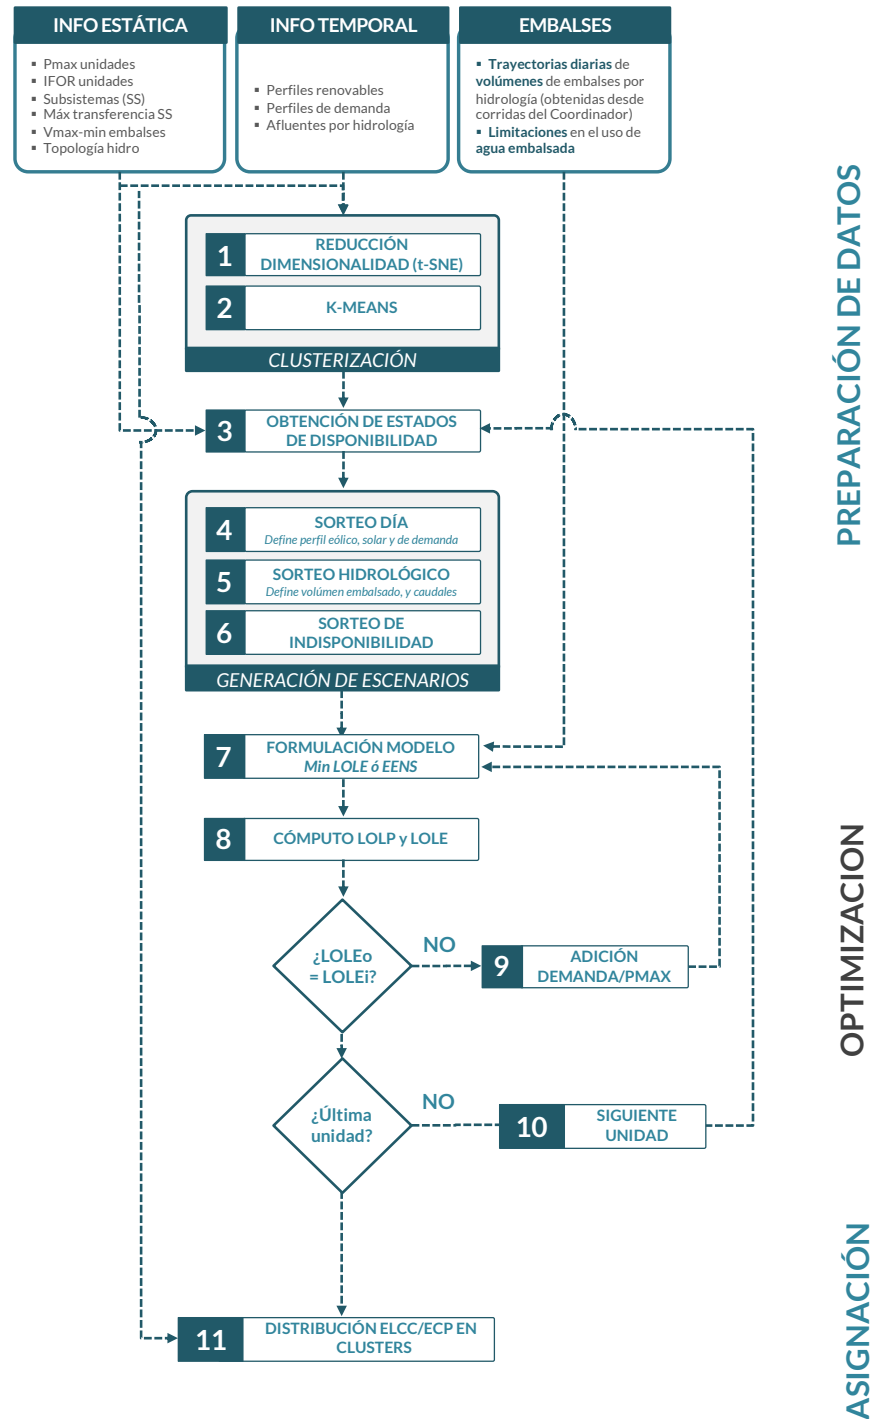 INFO ESTÁTICA
▪ Pmax unidades
▪ IFOR unidades
▪ Subsistemas (SS)
▪ Máx transferencia SS
▪ Vmax-min embalses
▪ Topología hidro
INFO TEMPORAL
▪ Perfiles renovables
▪ Perfiles de demanda
▪ Afluentes por hidrología
EMBALSES
▪ Trayectorias diarias de
volúmenes de embalses por
hidrología (obtenidas desde
corridas del Coordinador)
▪ Limitaciones en el uso de
agua embalsada
1
REDUCCIÓN
DIMENSIONALIDAD (t-SNE)
2
K-MEANS
CLUSTERIZACIÓN
3
OBTENCIÓN DE ESTADOS
DE DISPONIBILIDAD
4
SORTEO DÍA
Define perfil eólico, solar y de demanda
5
SORTEO HIDROLÓGICO
Define volúmen embalsado, y caudales
6
SORTEO DE
INDISPONIBILIDAD
GENERACIÓN DE ESCENARIOS
7
FORMULACIÓN MODELO
Min LOLE ó EENS
8
CÓMPUTO LOLP y LOLE
¿LOLEo
= LOLEi?
NO
9
ADICIÓN
DEMANDA/PMAX
¿Última
unidad?
NO
10
SIGUIENTE
UNIDAD
11
DISTRIBUCIÓN ELCC/ECP EN
CLUSTERS
PREPARACIÓN DE DATOS
OPTIMIZACION
ASIGNACIÓN